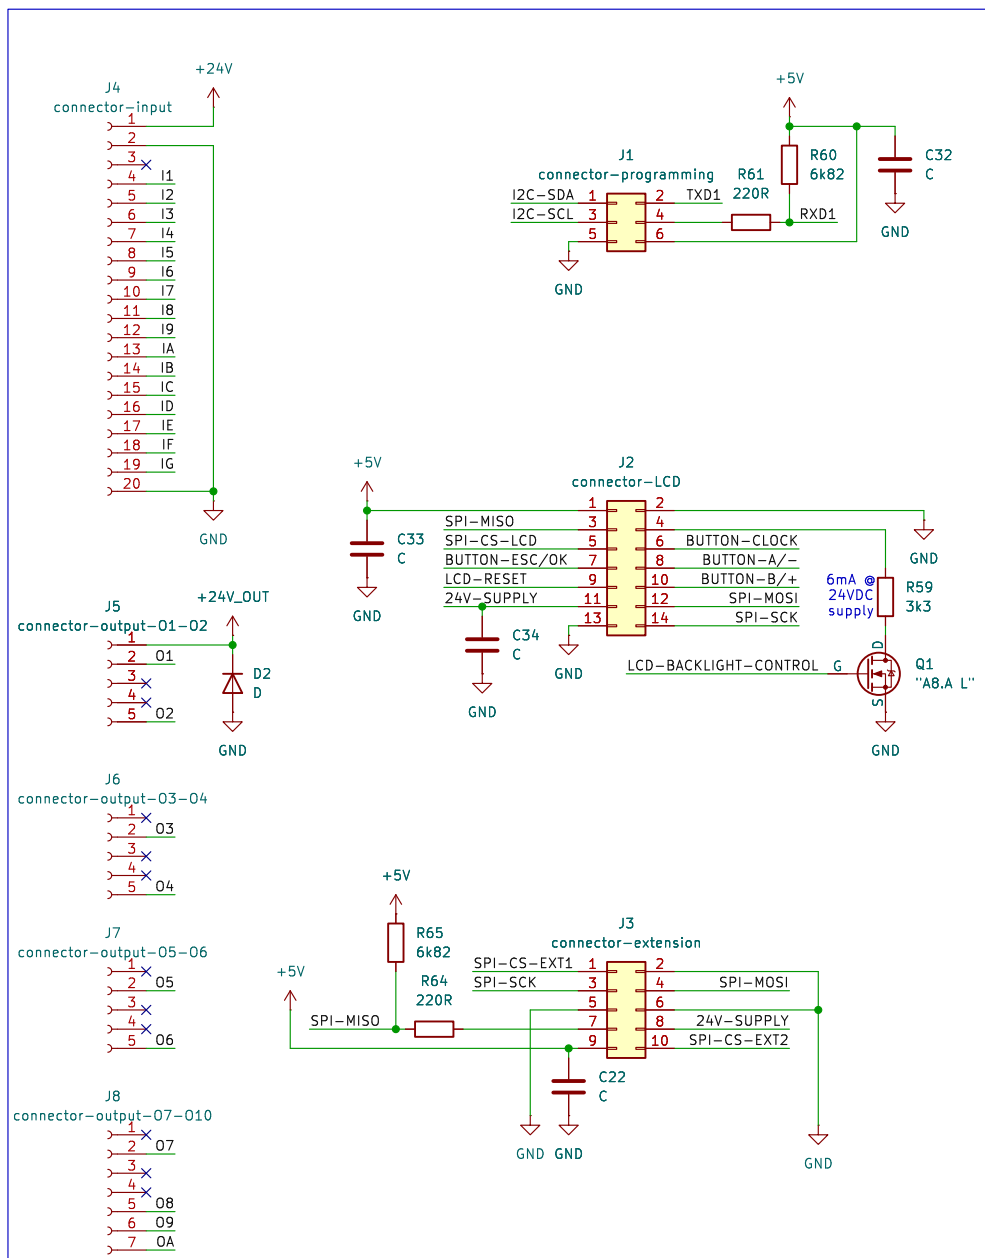 J4
connector-input
+24V
1
2
3
4 I1
5 I2
6 I3
7 I4
8 I5
9 I6
10 I7
11 I8
12 I9
13 IA
14 IB
15 IC
16 ID
17 IE
18 IF
19 IG
20
GND
+5V
J1
connector-programming
R61
220R
R60
6k82
C32
C
I2C-SDA 1 2 TXD1
I2C-SCL 3 4 RXD1
5 6
GND
GND
+5V
J2
connector-LCD
1 2
SPI-MISO 3 4
SPI-CS-LCD 5 6 BUTTON-CLOCK
BUTTON-ESC/OK 7 8 BUTTON-A/-
LCD-RESET 9 10 BUTTON-B/+
24V-SUPPLY 11 12 SPI-MOSI
13 14 SPI-SCK
C33
C
GND
C34
C
GND
GND
GND
6mA @
24VDC
supply
R59
3k3
LCD-BACKLIGHT-CONTROL G
D
S
Q1
"A8.A L"
GND
+24V_OUT
J5
connector-output-O1-O2
1
2 O1
3
4
5 O2
D2
D
GND
J6
connector-output-O3-O4
1
2 O3
3
4
5 O4
J7
connector-output-O5-O6
1
2 O5
3
4
5 O6
J8
connector-output-O7-O10
1
2 O7
3
4
5 O8
6 O9
7 OA
+5V
R65
6k82
+5V
R64
220R
J3
connector-extension
SPI-CS-EXT1 1 2
SPI-SCK 3 4 SPI-MOSI
5 6
SPI-MISO 7 8 24V-SUPPLY
9 10 SPI-CS-EXT2
C22
C
GND
GND
GND